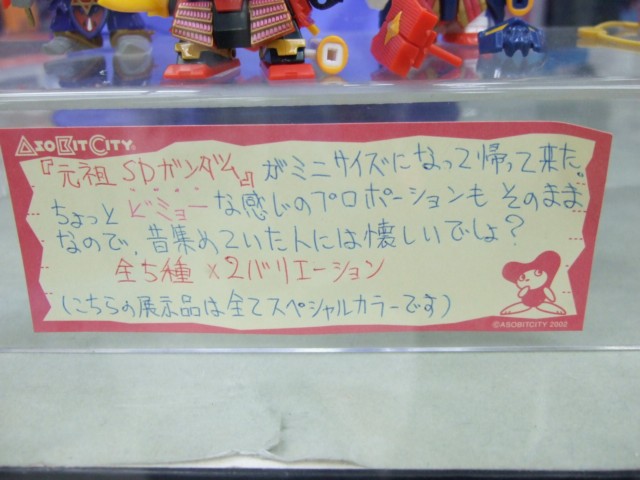 ASOBITCITY
『元祖 SDガンダム』がミニサイズになって帰って来た。
ちょっとビミョーな感じのプロポーションもそのまま
なので、昔集めていた人には懐しいでしょ?
全5種 × 2バリエーション
(こちらの展示品は全てスペシャルカラーです)
©ASOBITCITY 2002